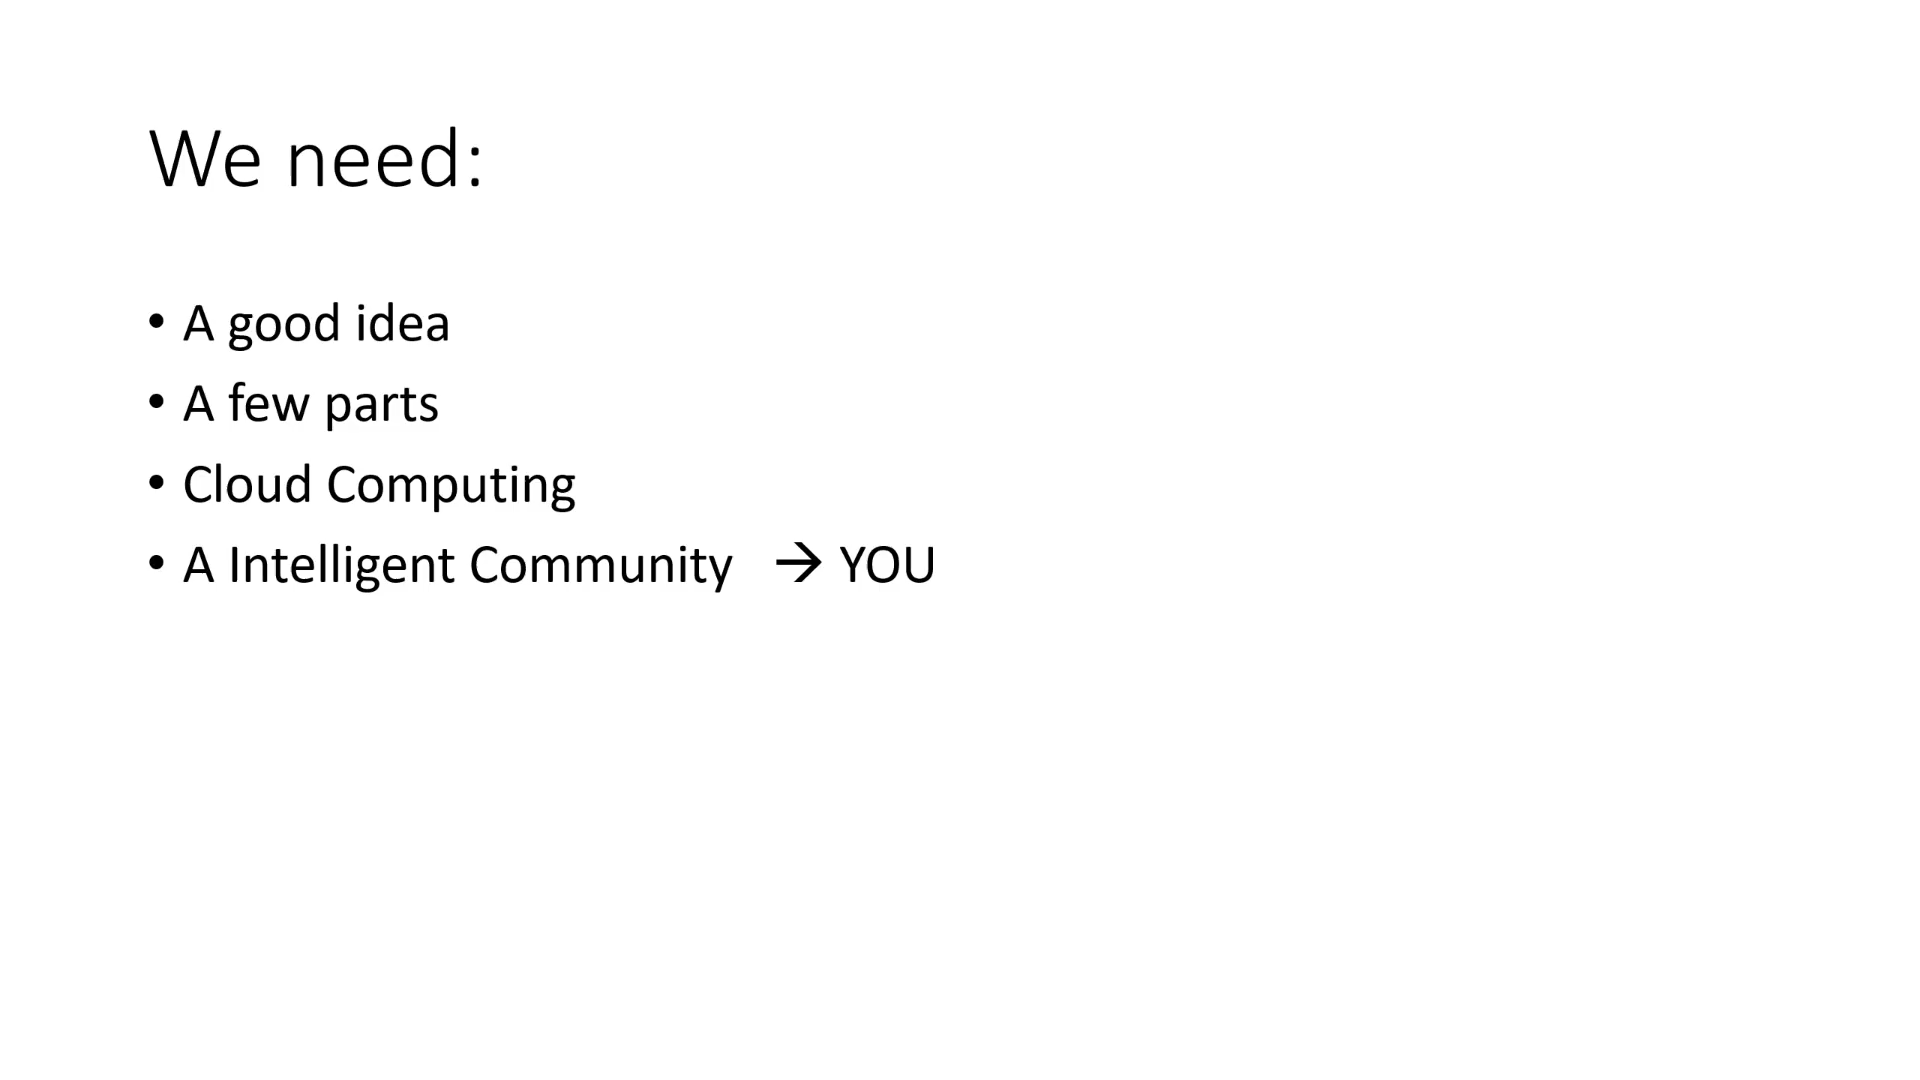 We need:
• A good idea
• A few parts
• Cloud Computing
• A Intelligent Community → YOU